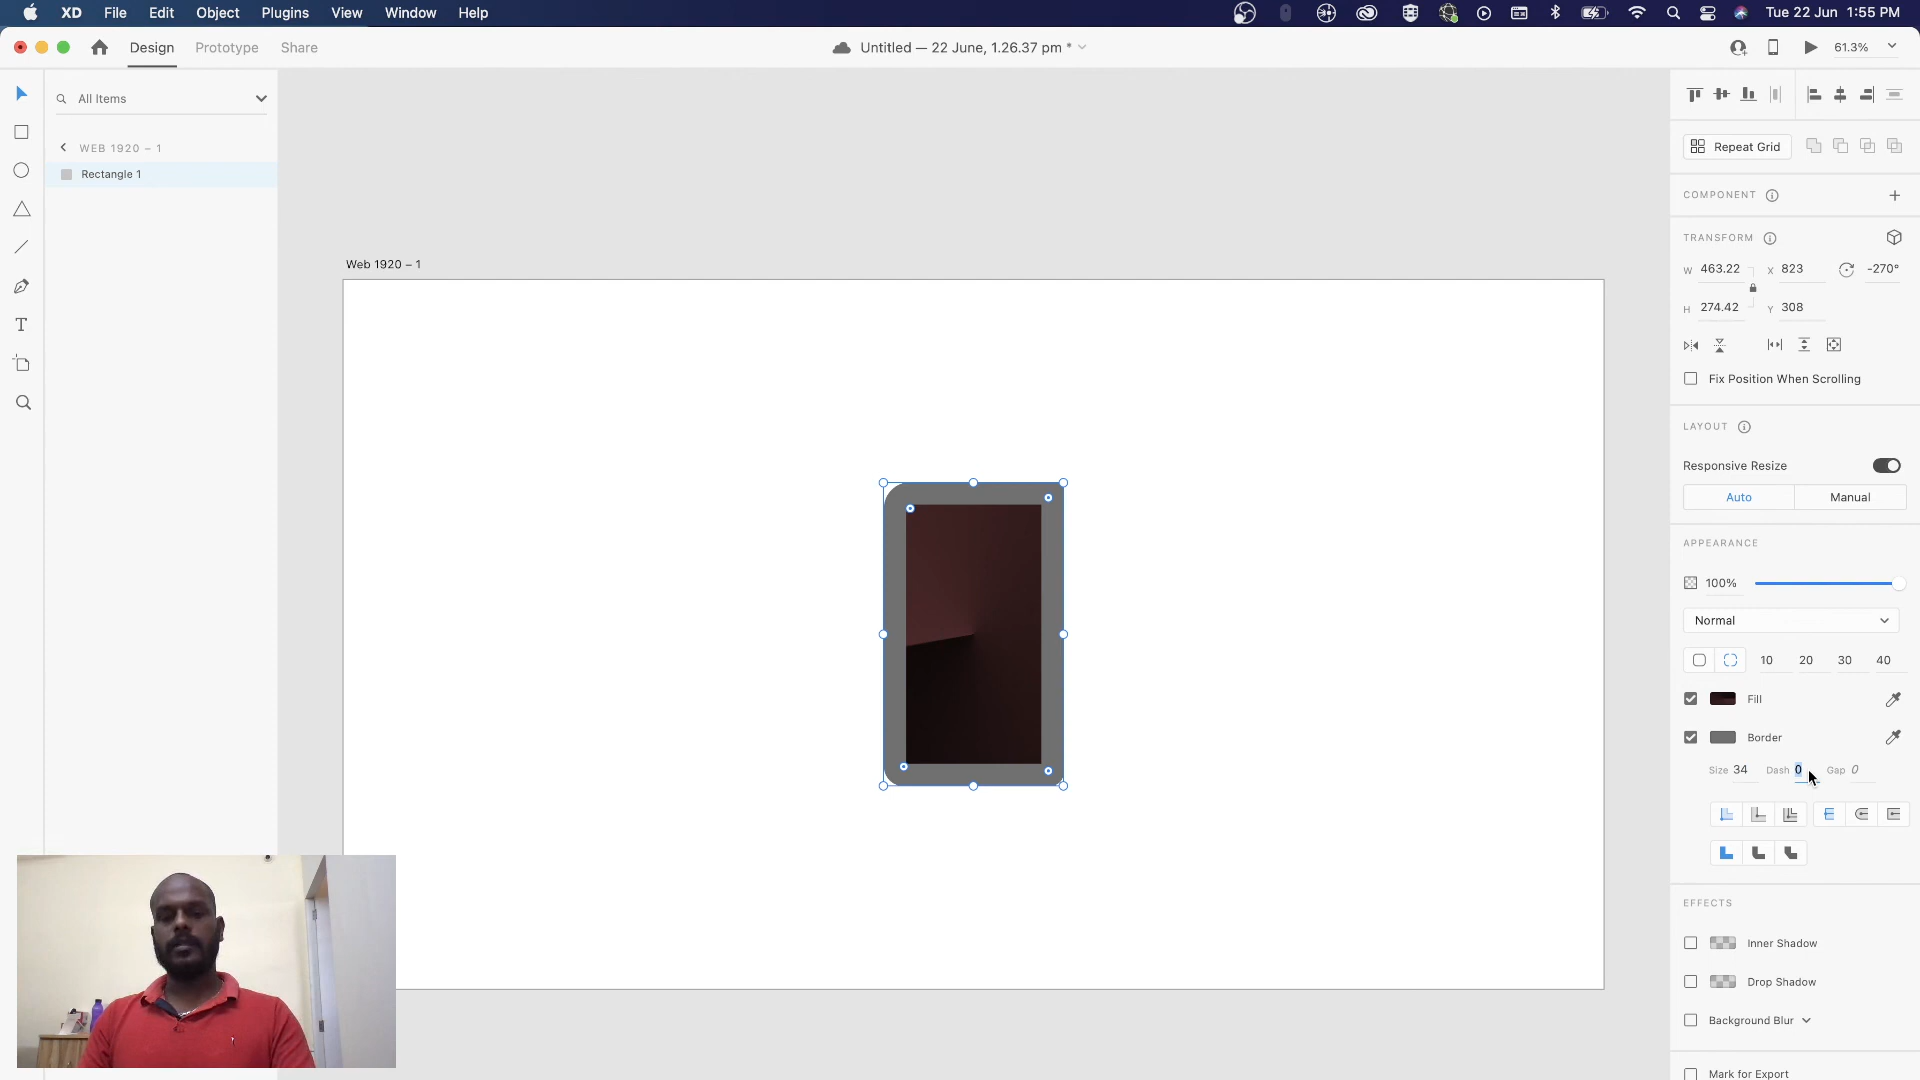 XD File Edit Object Plugins View Window Help
Tue 22 Jun 1:55 PM
Design Prototype Share
Untitled — 22 June, 1.26.37 pm *
61.3%
All Items
WEB 1920 – 1
Rectangle 1
Web 1920 – 1
T
Repeat Grid
COMPONENT
TRANSFORM
W 463.22 X 823 -270°
H 274.42 Y 308
Fix Position When Scrolling
LAYOUT
Responsive Resize
Auto Manual
APPEARANCE
100%
Normal
10 20 30 40
Fill
Border
Size 34 Dash 0 Gap 0
EFFECTS
Inner Shadow
Drop Shadow
Background Blur
Mark for Export